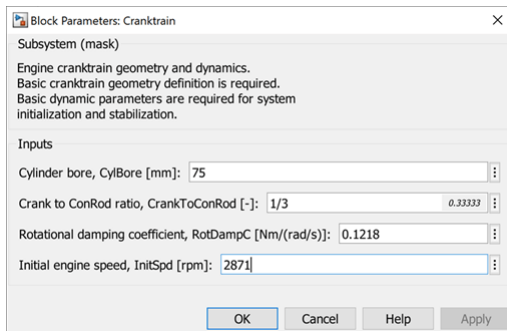 Block Parameters: Cranktrain
Subsystem (mask)
Engine cranktrain geometry and dynamics.
Basic cranktrain geometry definition is required.
Basic dynamic parameters are required for system
initialization and stabilization.
Inputs
Cylinder bore, CylBore [mm]: 75
Crank to ConRod ratio, CrankToConRod [-]: 1/3 0.33333
Rotational damping coefficient, RotDampC [Nm/(rad/s)]: 0.1218
Initial engine speed, InitSpd [rpm]: 2871
OK Cancel Help Apply